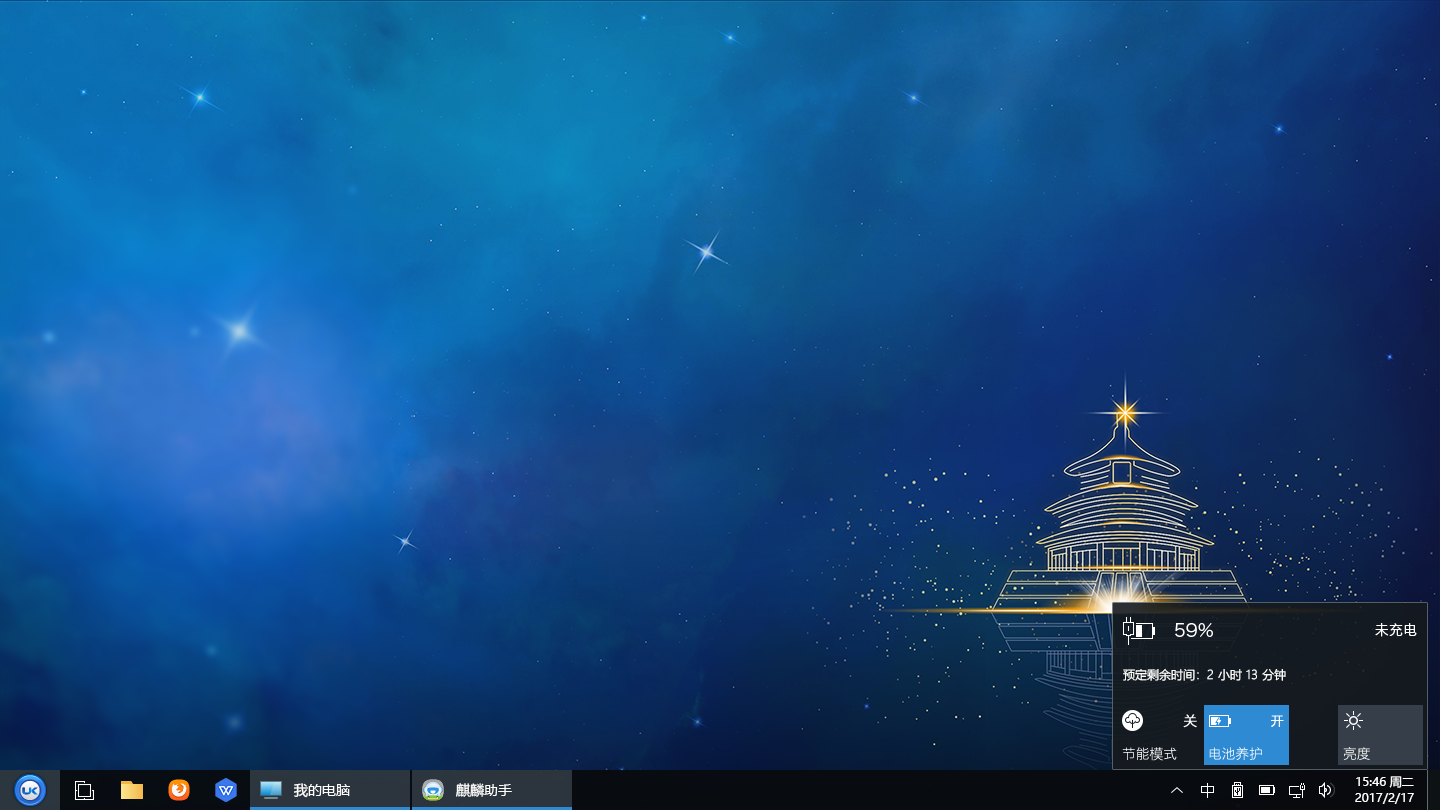 59%
未充电
预定剩余时间：2 小时 13 分钟
关
开
节能模式
电池养护
亮度
UK
W
我的电脑
麒麟助手
中
15:46 周二
2017/2/17